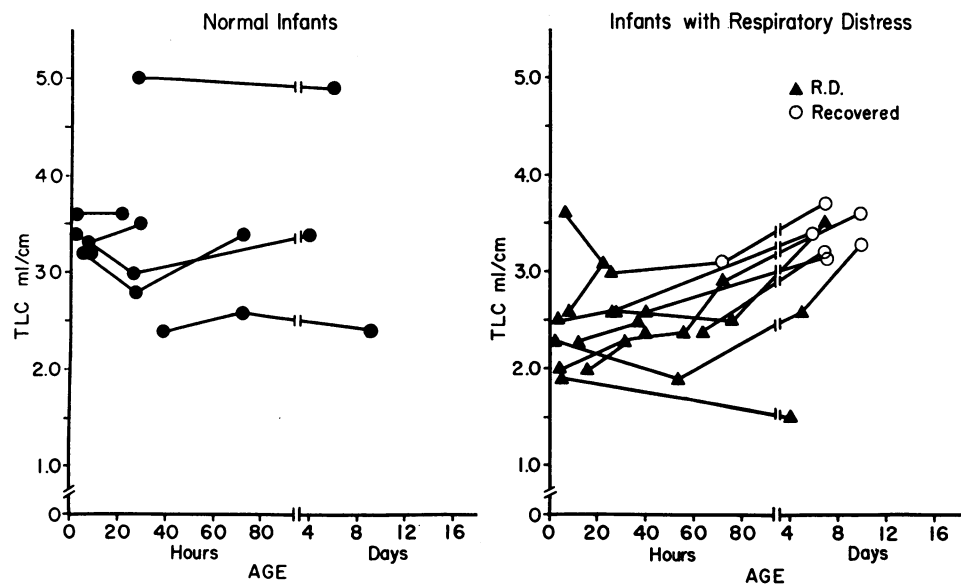 Normal Infants
5.0
40
3.0
2.0
1.0
0
TLC ml/cm
0 20 40 60 80 4 8 12 16
Hours Days
AGE
Infants with Respiratory Distress
▲ R.D.
○ Recovered
5.0
4.0
3.0
2.0
1.0
0
TLC ml/cm
0 20 40 60 80 4 8 12 16
Hours Days
AGE